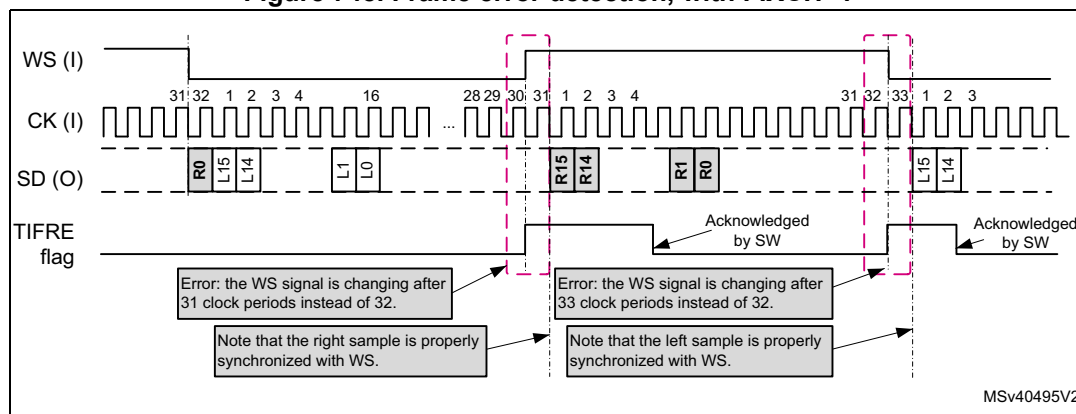 WS (I)
31 32 1 2 3 4 16 28 29 30 31 1 2 3 4 31 32 33 1 2 3
CK (I)
...
SD (O)
R0 L15 L14 L1 L0 R15 R14 R1 R0 L15 L14
TIFRE
flag
Acknowledged
by SW
Acknowledged
by SW
Error: the WS signal is changing after
31 clock periods instead of 32.
Error: the WS signal is changing after
33 clock periods instead of 32.
Note that the right sample is properly
synchronized with WS.
Note that the left sample is properly
synchronized with WS.
MSv40495V2